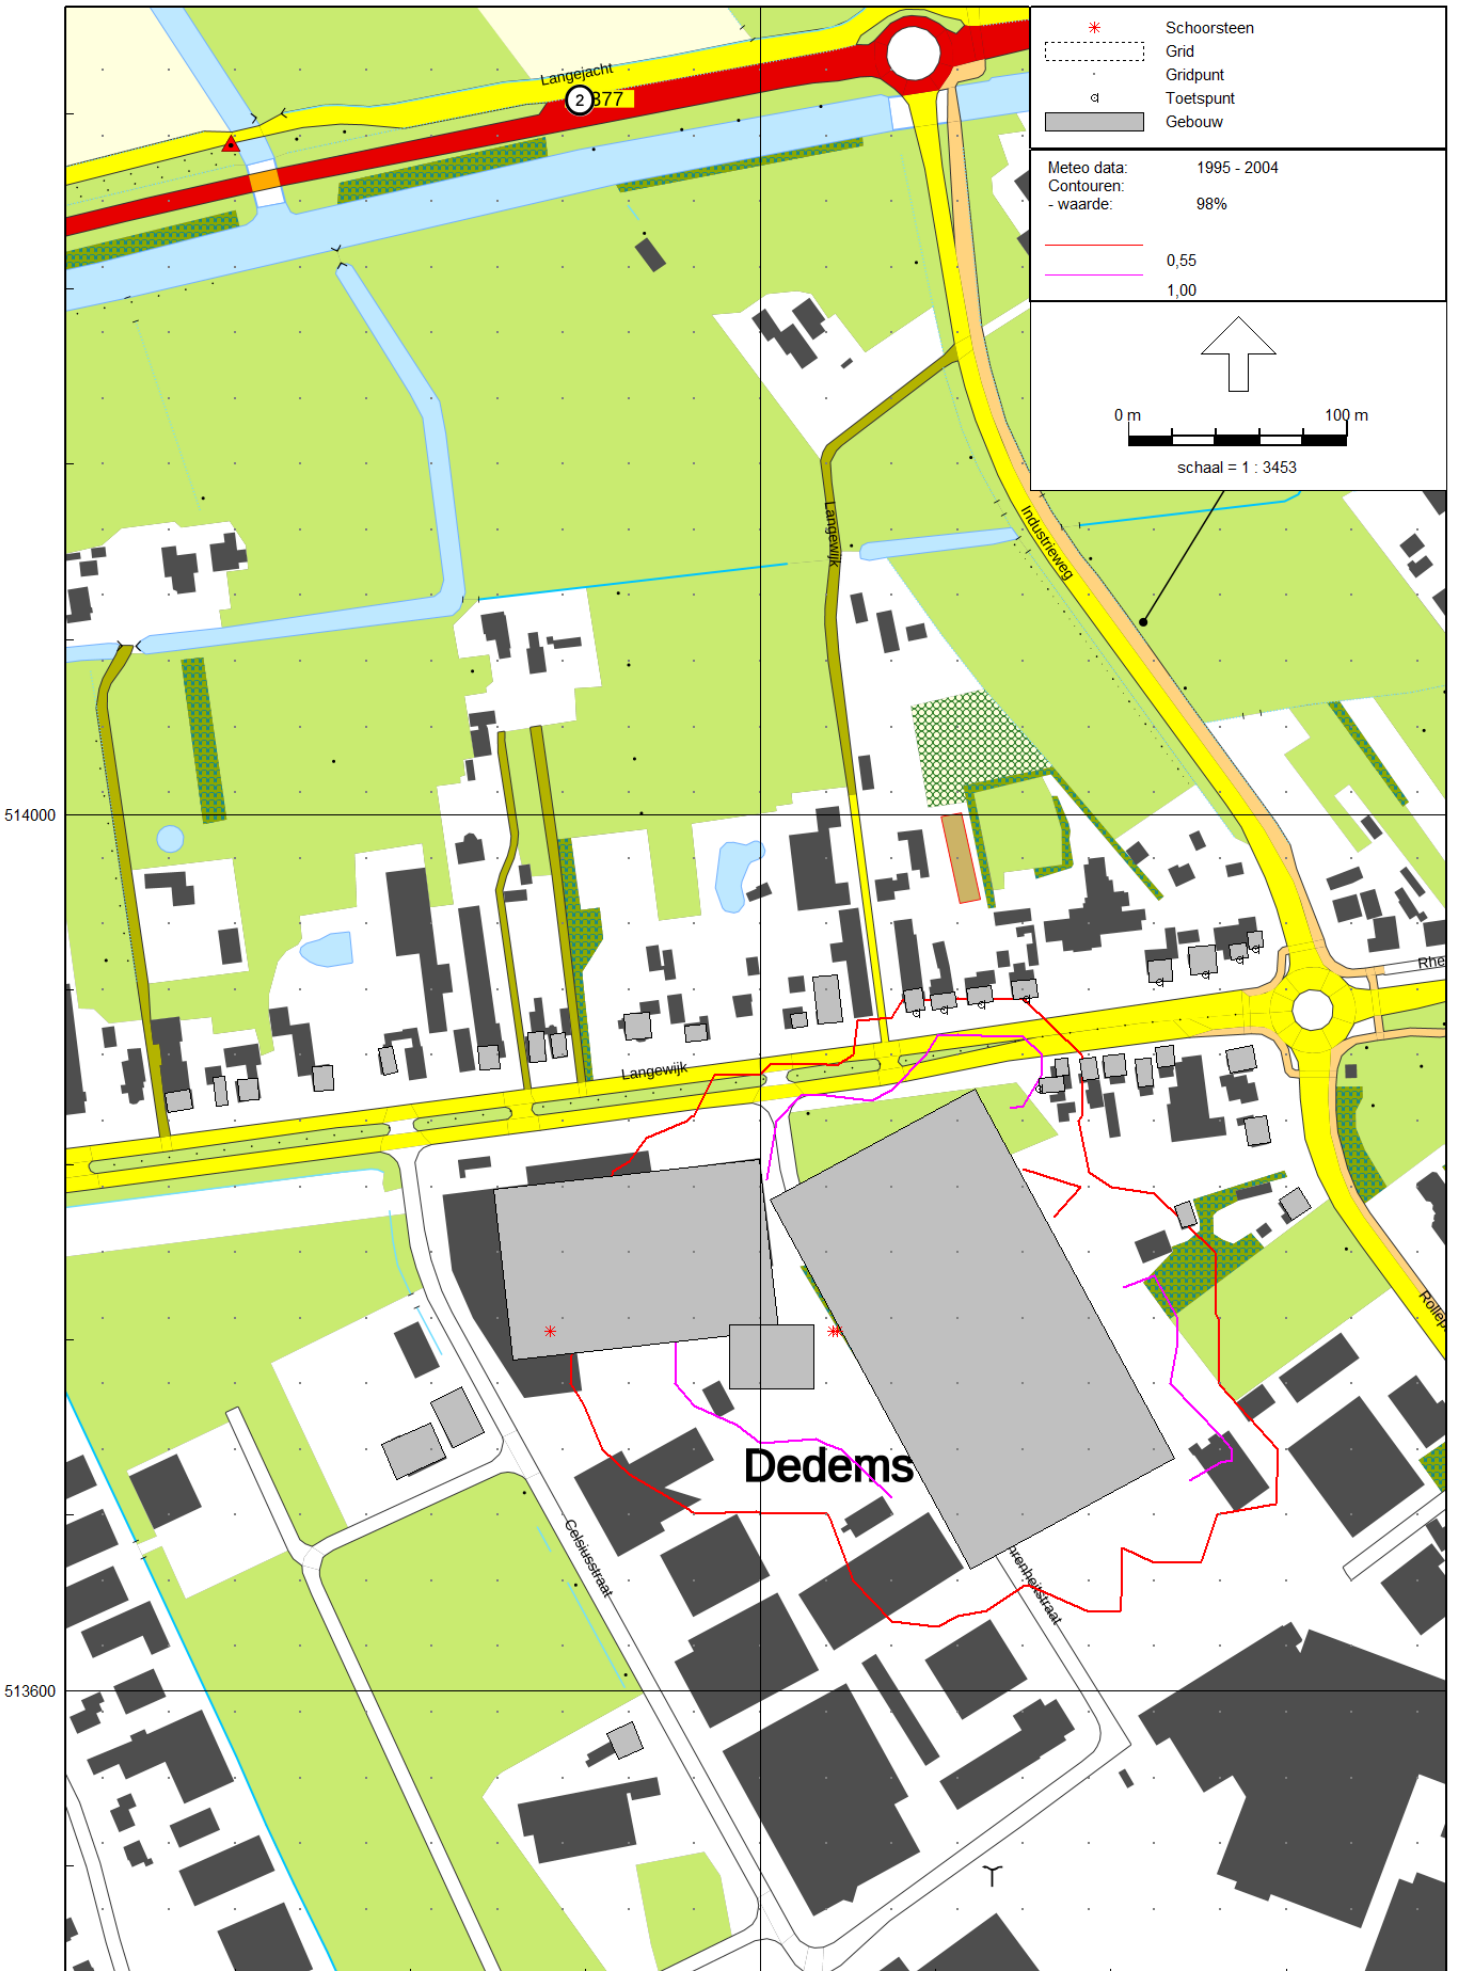 Schoorsteen
Grid
Gridpunt
Toetspunt
Gebouw
Meteo data: 1995 - 2004
Contouren:
- waarde: 98%
0,55
1,00
0 m 100 m
schaal = 1 : 3453
Langejacht
2 377
Langewijk
Industrieweg
514000
Rhe
Langewijk
Rollep
Dedems
Celsiusstraat
hrenheitstraat
513600